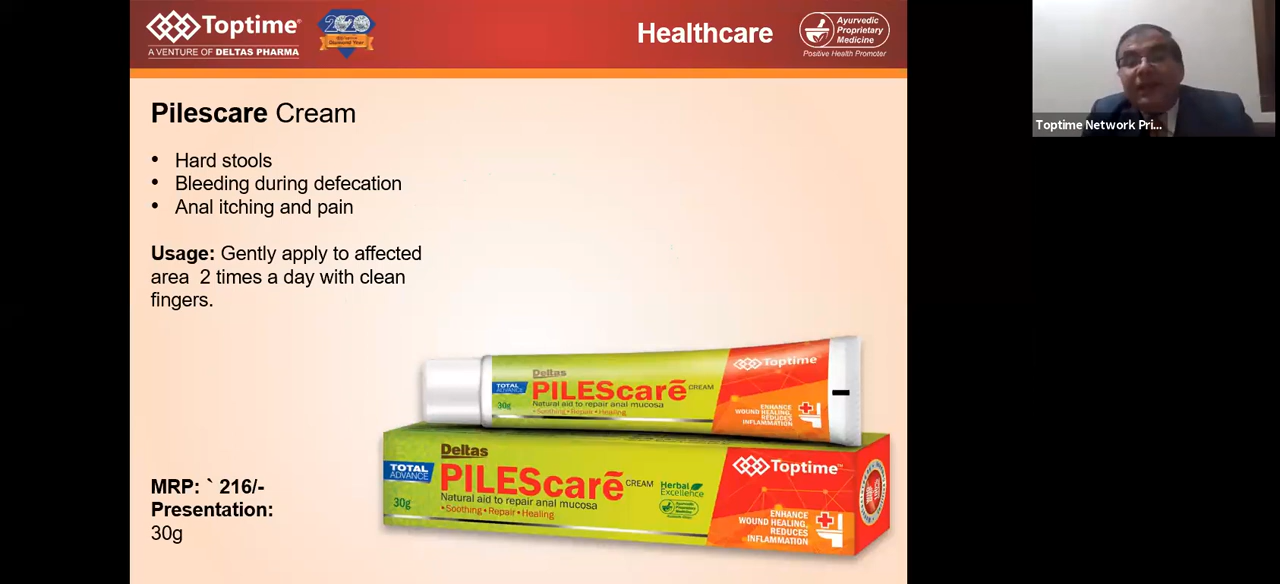 Toptime®
A VENTURE OF DELTAS PHARMA
2020
Healthcare
Ayurvedic
Proprietary
Medicine
Positive Health Promoter
Toptime Network Pri...
Pilescare Cream
• Hard stools
• Bleeding during defecation
• Anal itching and pain
Usage: Gently apply to affected
area 2 times a day with clean
fingers.
Deltas
TOTAL
ADVANCE
PILEScarẽ CREAM
30g
Natural aid to repair anal mucosa
• Soothing • Repair • Healing
Toptime
ENHANCE
WOUND HEALING,
REDUCES
INFLAMMATION
Deltas
TOTAL
ADVANCE
PILEScarẽ CREAM
30g
Natural aid to repair anal mucosa
• Soothing • Repair • Healing
Herbal
Excellence
Toptime™
ENHANCE
WOUND HEALING,
REDUCES
INFLAMMATION
MRP: ` 216/-
Presentation:
30g